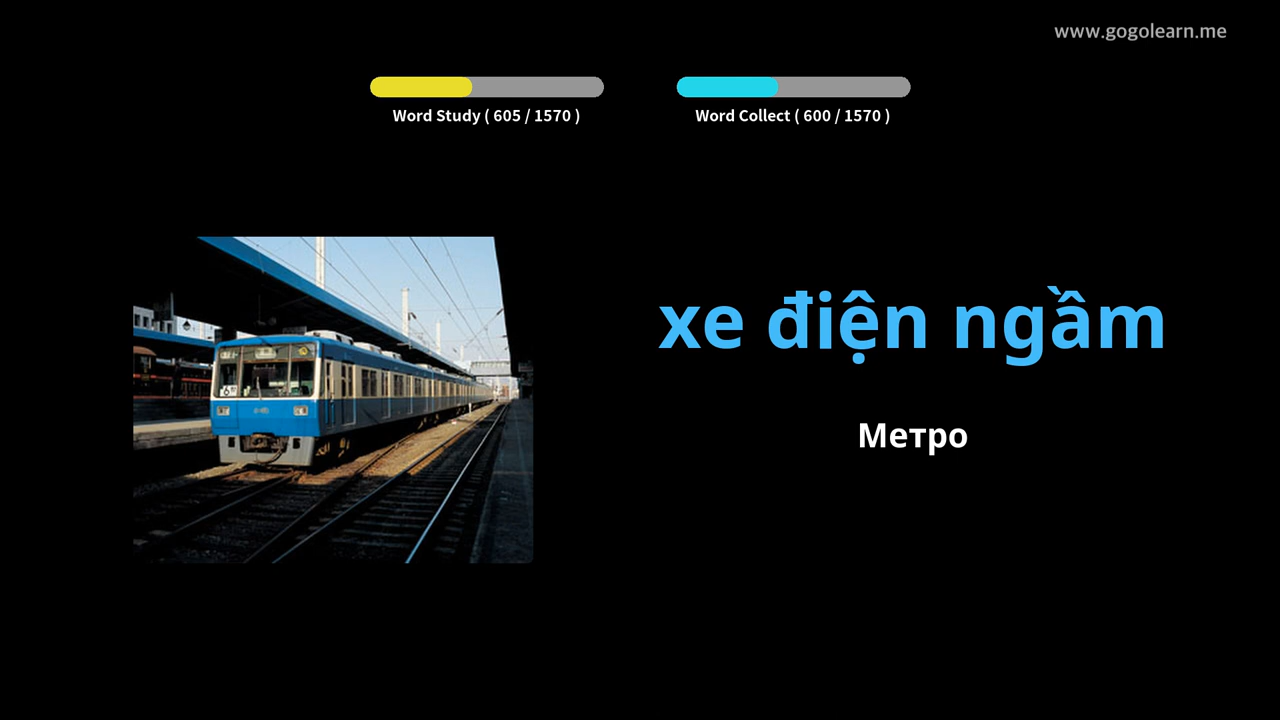 www.gogolearn.me
Word Study ( 605 / 1570 )
Word Collect ( 600 / 1570 )
xe điện ngầm
Метро